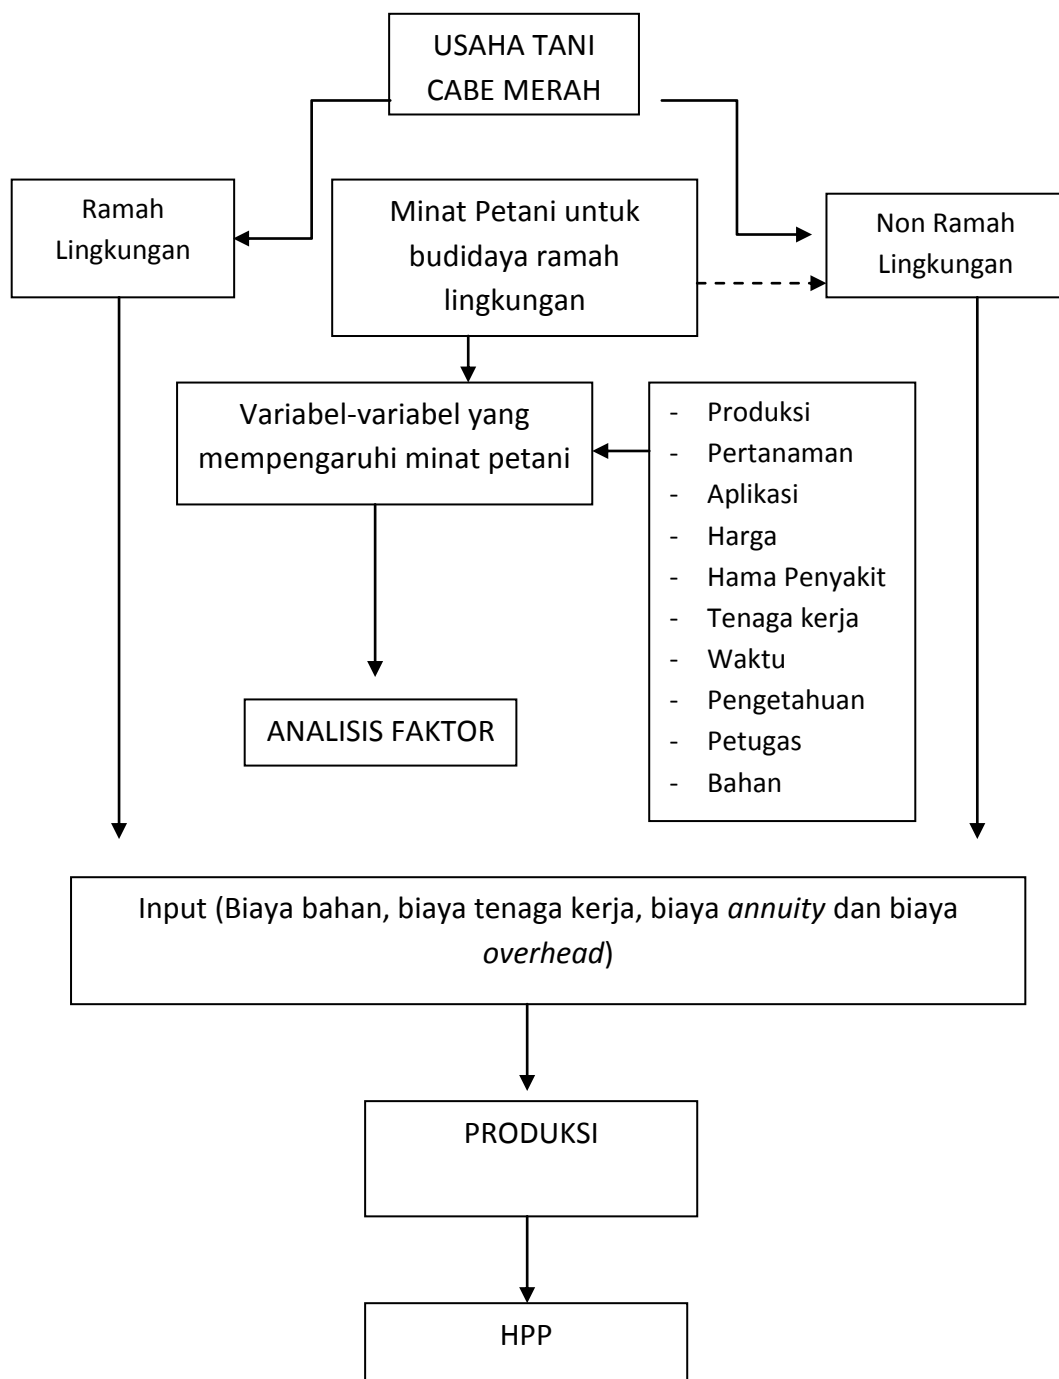 USAHA TANI
CABE MERAH
Ramah
Lingkungan
Minat Petani untuk
budidaya ramah
lingkungan
Non Ramah
Lingkungan
Variabel-variabel yang
mempengaruhi minat petani
- Produksi
- Pertanaman
- Aplikasi
- Harga
- Hama Penyakit
- Tenaga kerja
- Waktu
- Pengetahuan
- Petugas
- Bahan
ANALISIS FAKTOR
Input (Biaya bahan, biaya tenaga kerja, biaya annuity dan biaya
overhead)
PRODUKSI
HPP